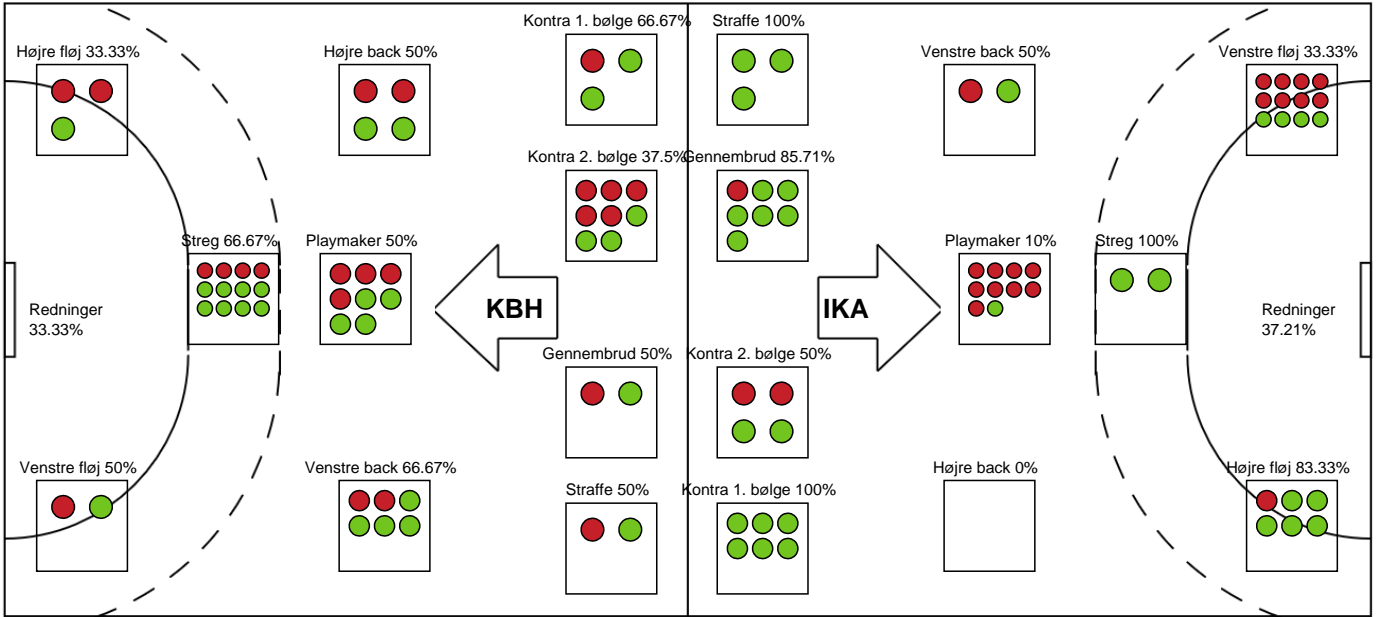 Kontra 1. bølge 66.67%
Straffe 100%
Højre fløj 33.33%
Højre back 50%
Venstre back 50%
Venstre fløj 33.33%
Kontra 2. bølge 37.5%
Gennembrud 85.71%
Streg 66.67%
Playmaker 50%
Playmaker 10%
Streg 100%
Redninger
33.33%
KBH
IKA
Redninger
37.21%
Gennembrud 50%
Kontra 2. bølge 50%
Venstre fløj 50%
Venstre back 66.67%
Straffe 50%
Kontra 1. bølge 100%
Højre back 0%
Højre fløj 83.33%